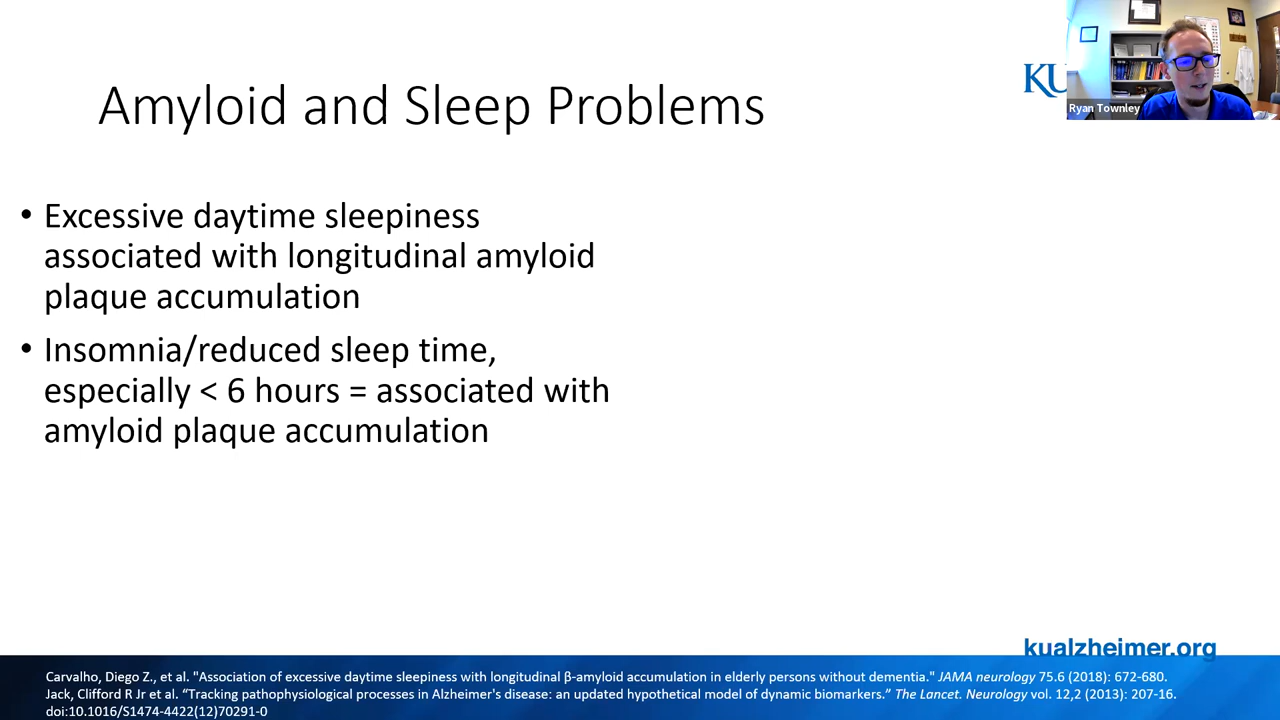 Amyloid and Sleep Problems
KU
Ryan Townley
• Excessive daytime sleepiness
associated with longitudinal amyloid
plaque accumulation
• Insomnia/reduced sleep time,
especially < 6 hours = associated with
amyloid plaque accumulation
kualzheimer.org
Carvalho, Diego Z., et al. "Association of excessive daytime sleepiness with longitudinal β-amyloid accumulation in elderly persons without dementia." JAMA neurology 75.6 (2018): 672-680.
Jack, Clifford R Jr et al. “Tracking pathophysiological processes in Alzheimer's disease: an updated hypothetical model of dynamic biomarkers.” The Lancet. Neurology vol. 12,2 (2013): 207-16.
doi:10.1016/S1474-4422(12)70291-0